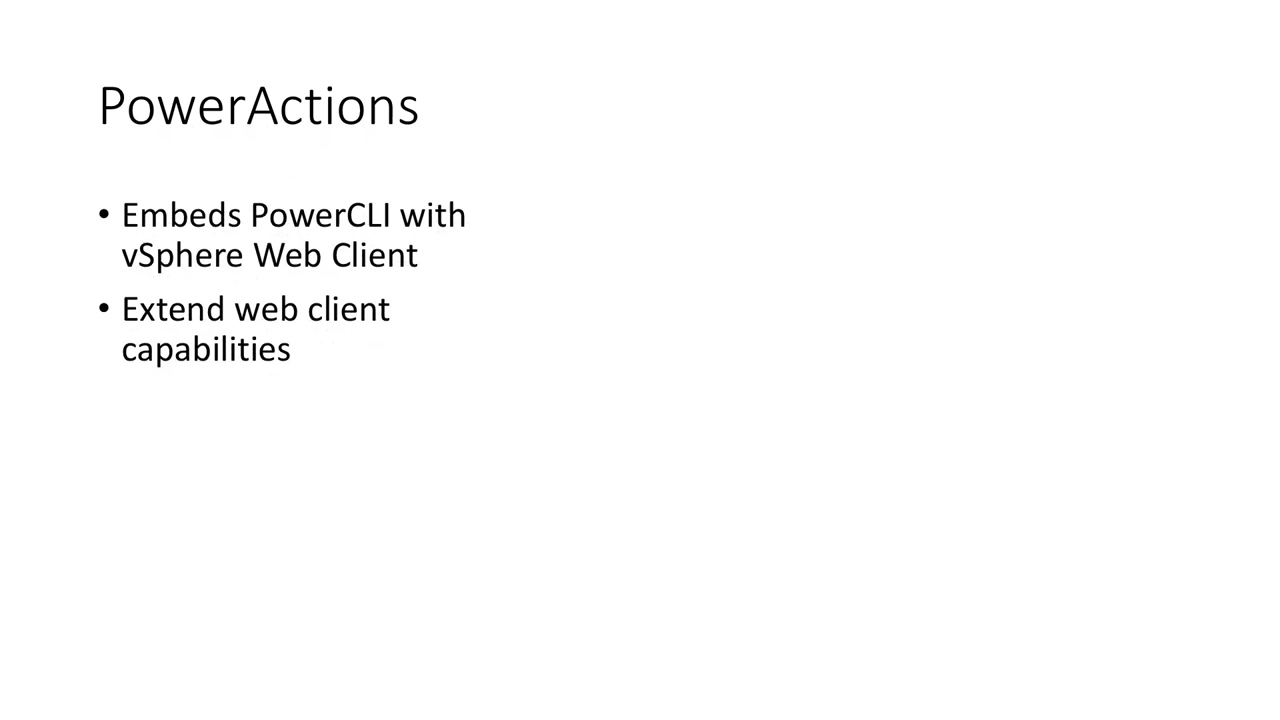 PowerActions
• Embeds PowerCLI with
vSphere Web Client
• Extend web client
capabilities